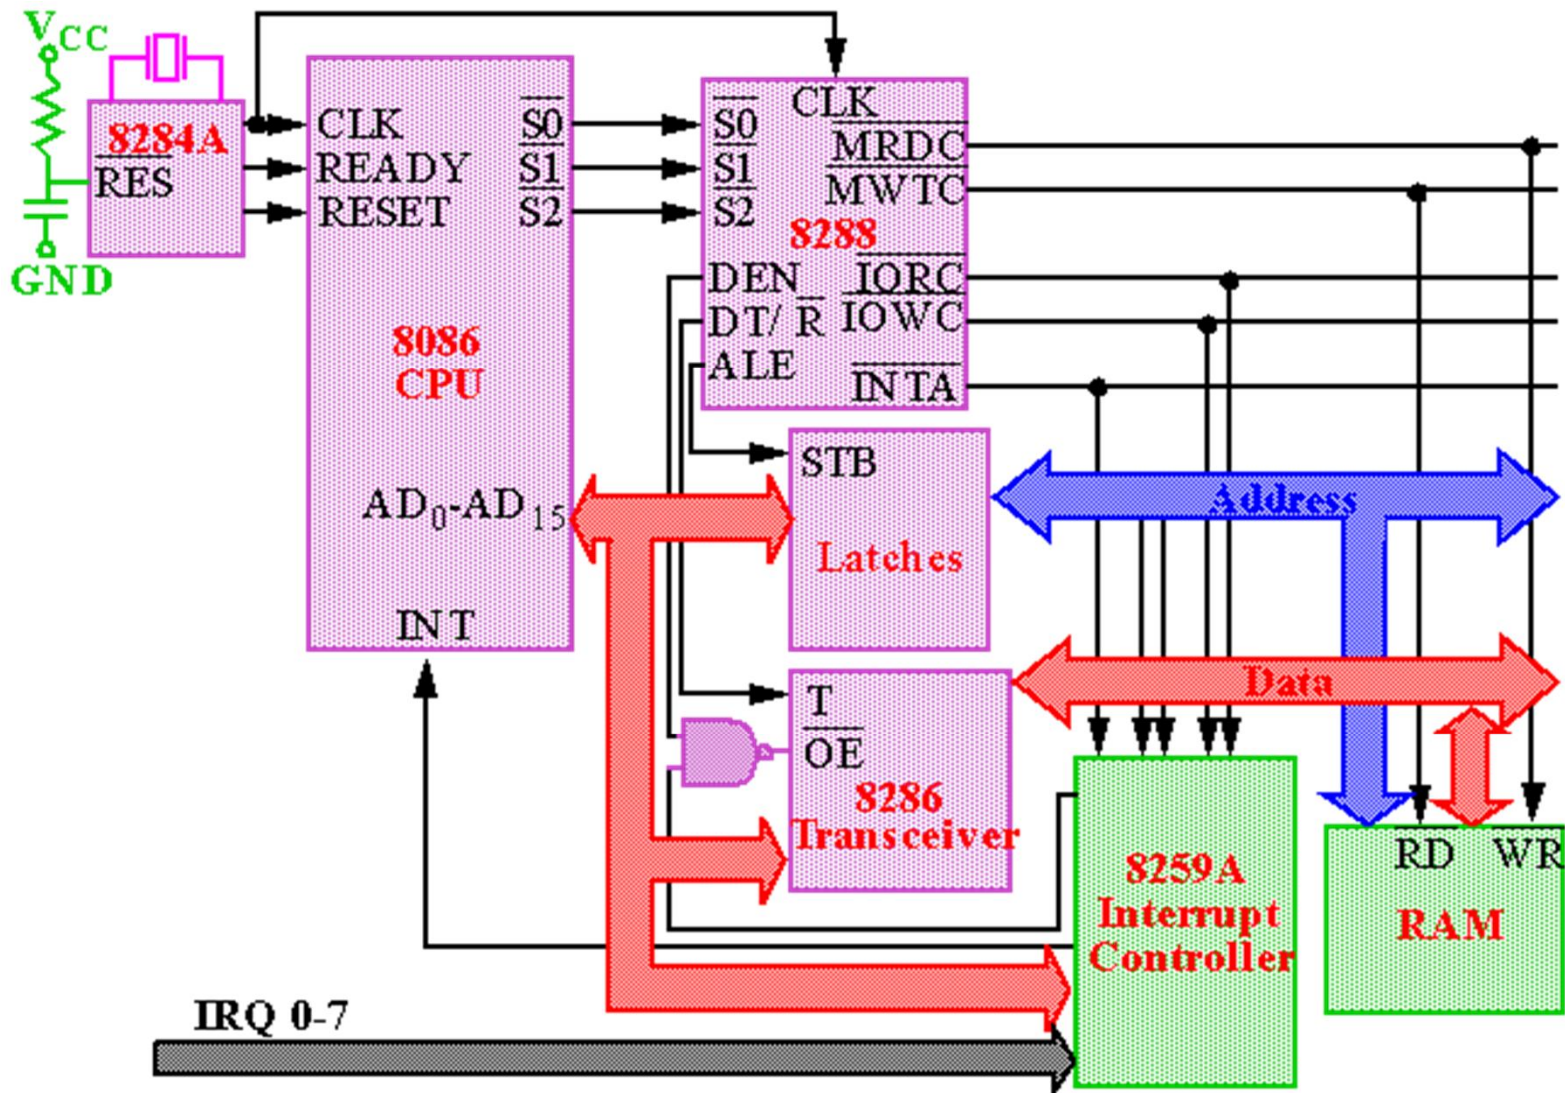 VCC
8284A
RES
GND
CLK
READY
RESET
S0
S1
S2
8086
CPU
AD0-AD15
INT
CLK
S0
S1
S2
MRDC
MWTC
8288
DEN
DT/ R
ALE
IORC
IOWC
INTA
STB
Latches
Address
Data
T
OE
8286
Transceiver
8259A
Interrupt
Controller
RD
WR
RAM
IRQ 0-7